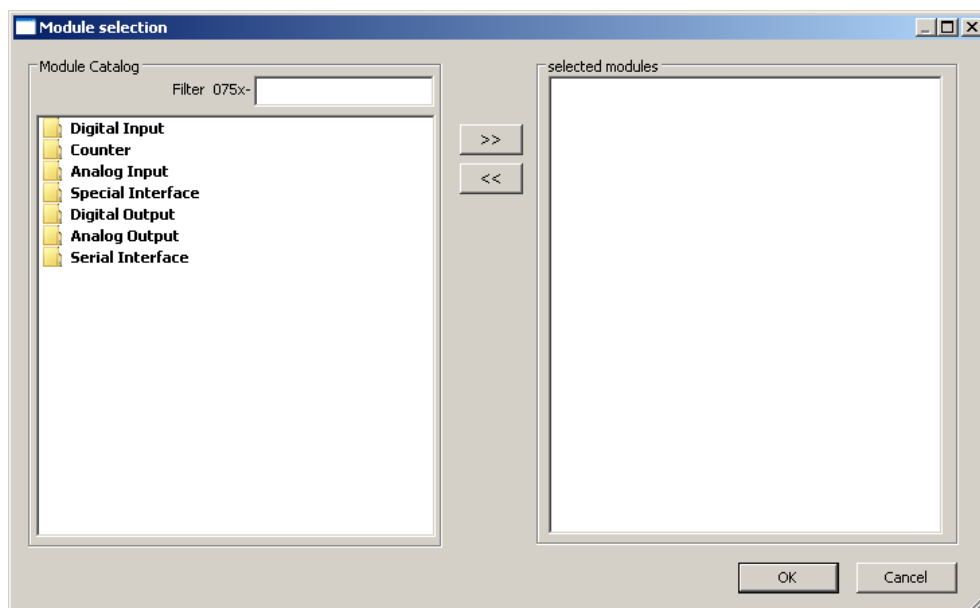 Module selection
Module Catalog
Filter 075x-
Digital Input
Counter
Analog Input
Special Interface
Digital Output
Analog Output
Serial Interface
>>
<<
selected modules
OK
Cancel